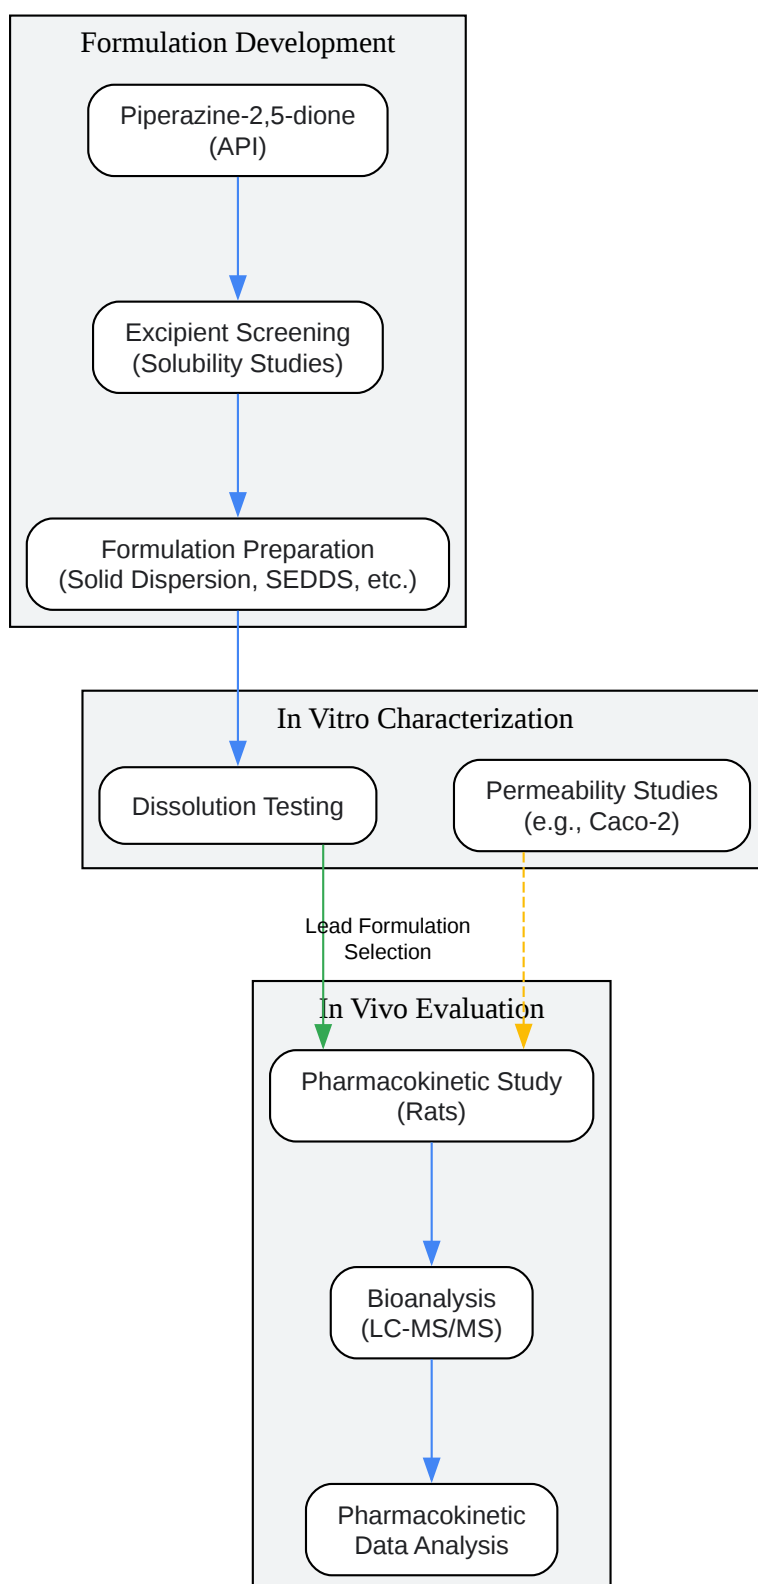 Formulation Development
Piperazine-2,5-dione
(API)
Excipient Screening
(Solubility Studies)
Formulation Preparation
(Solid Dispersion, SEDDS, etc.)
In Vitro Characterization
Dissolution Testing
Permeability Studies
(e.g., Caco-2)
Lead Formulation
Selection
In Vivo Evaluation
Pharmacokinetic Study
(Rats)
Bioanalysis
(LC-MS/MS)
Pharmacokinetic
Data Analysis